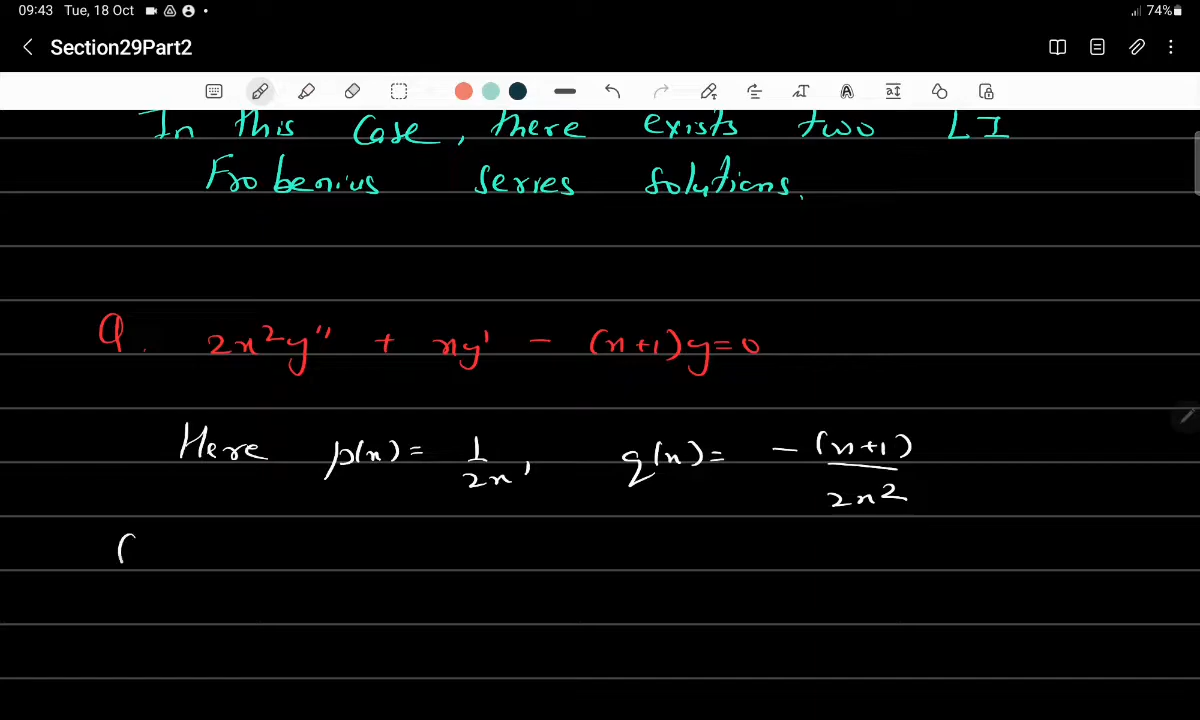 09:43 Tue, 18 Oct 74%
Section29Part2
In this Case, there exists two LI
Frobenius series solutions.
Q. 2x²y" + xy' - (x+1)y=0
Here p(x) = 1/2x, q(x) = -(x+1)/2x²
(